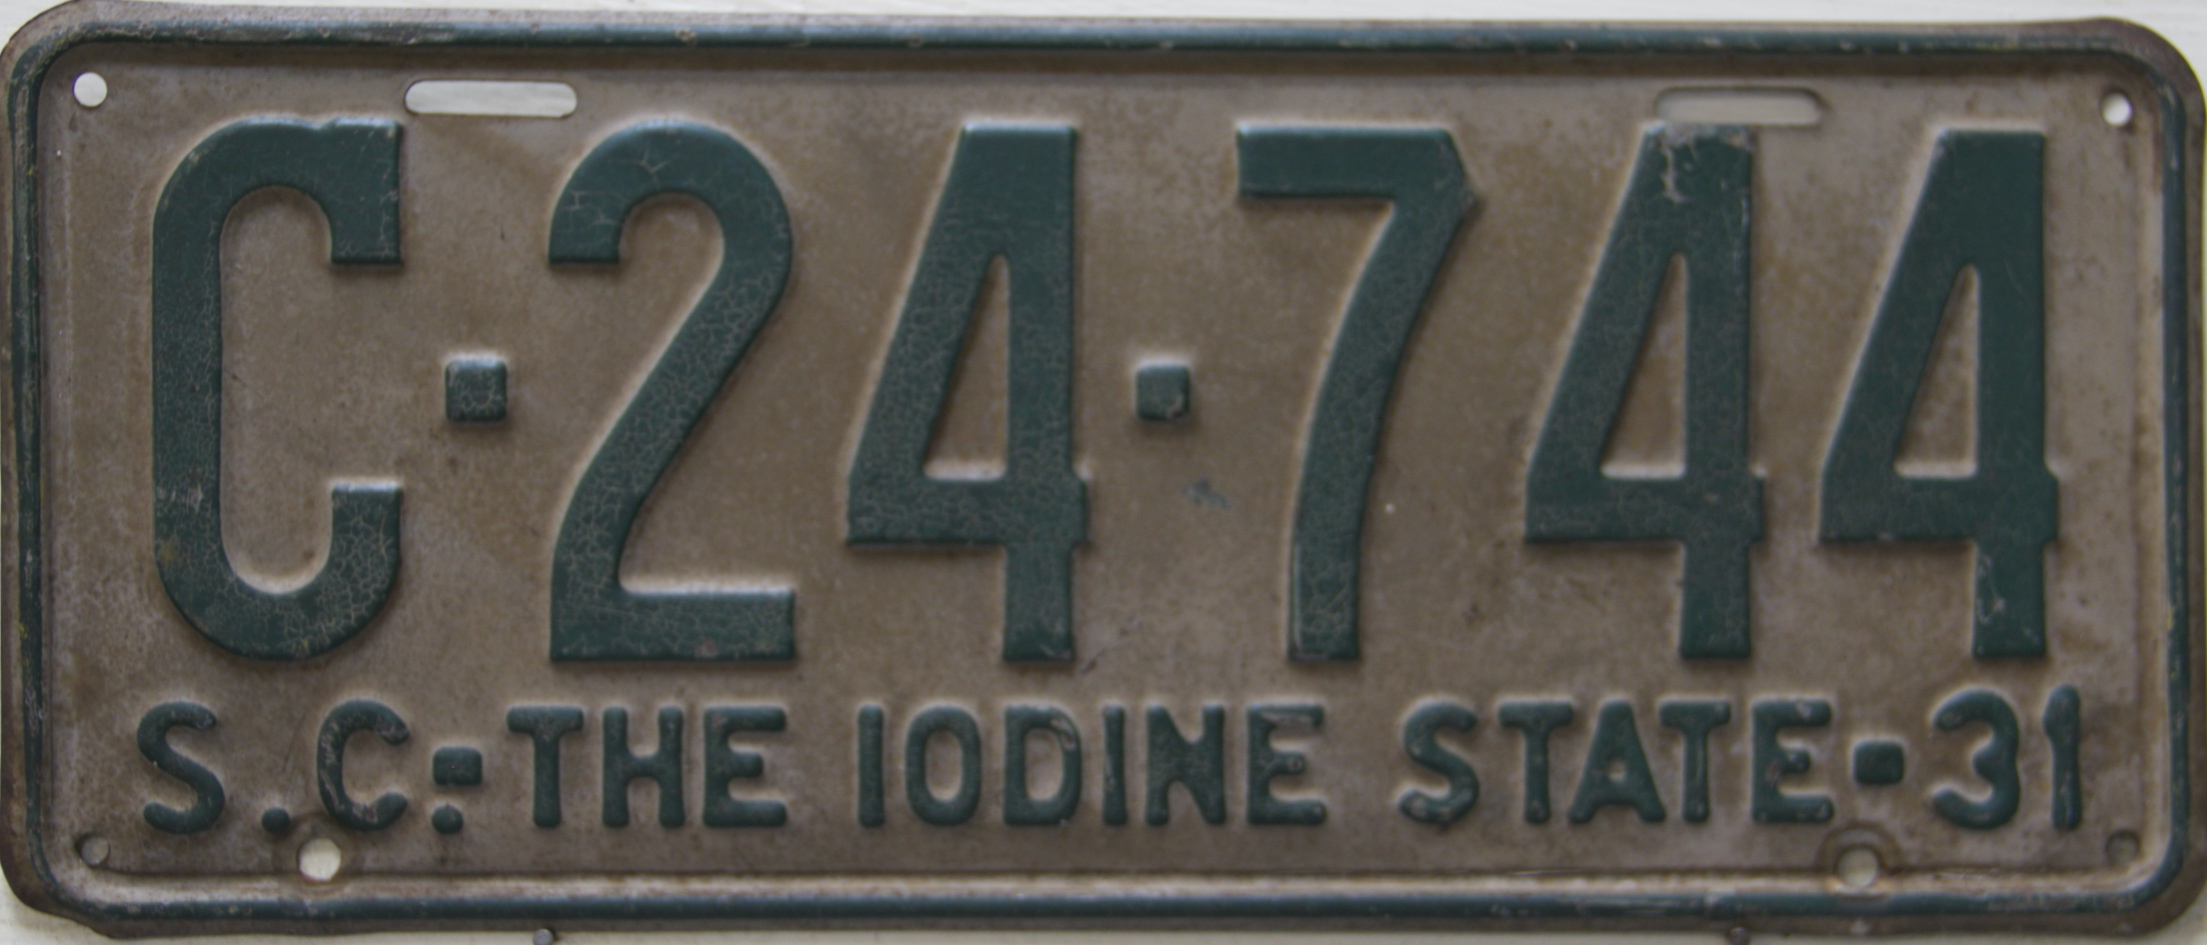 C-24-744
S.C.-THE IODINE STATE-31